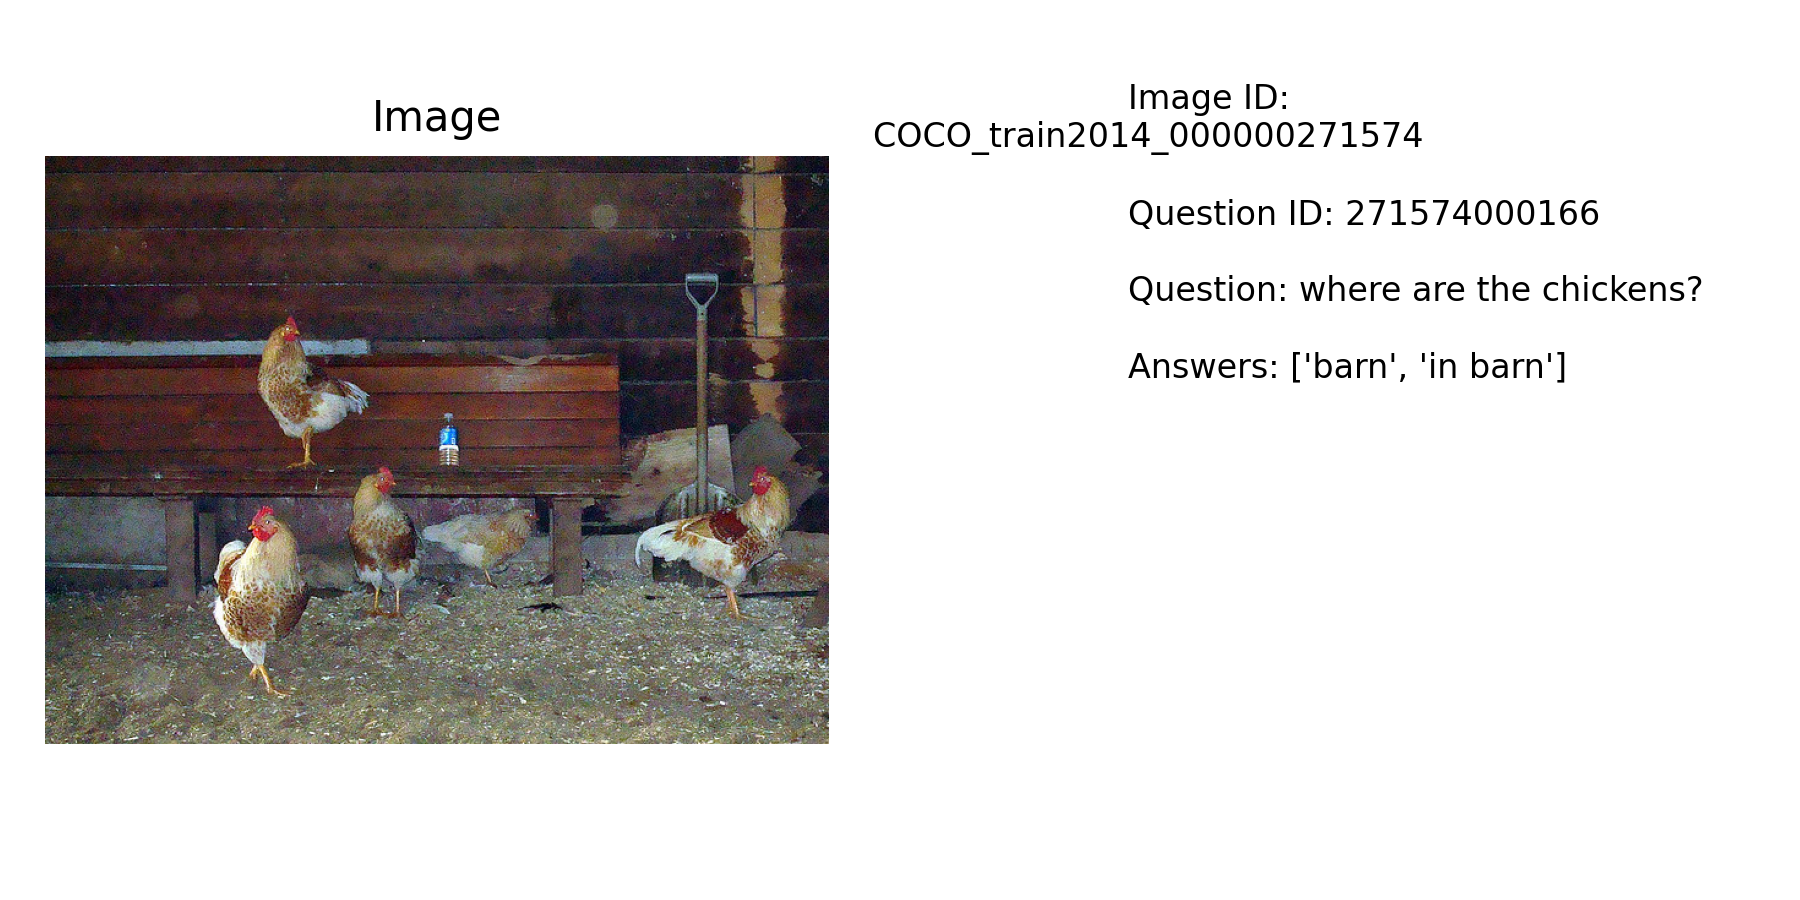 Image
Image ID:
COCO_train2014_000000271574
Question ID: 271574000166
Question: where are the chickens?
Answers: ['barn', 'in barn']